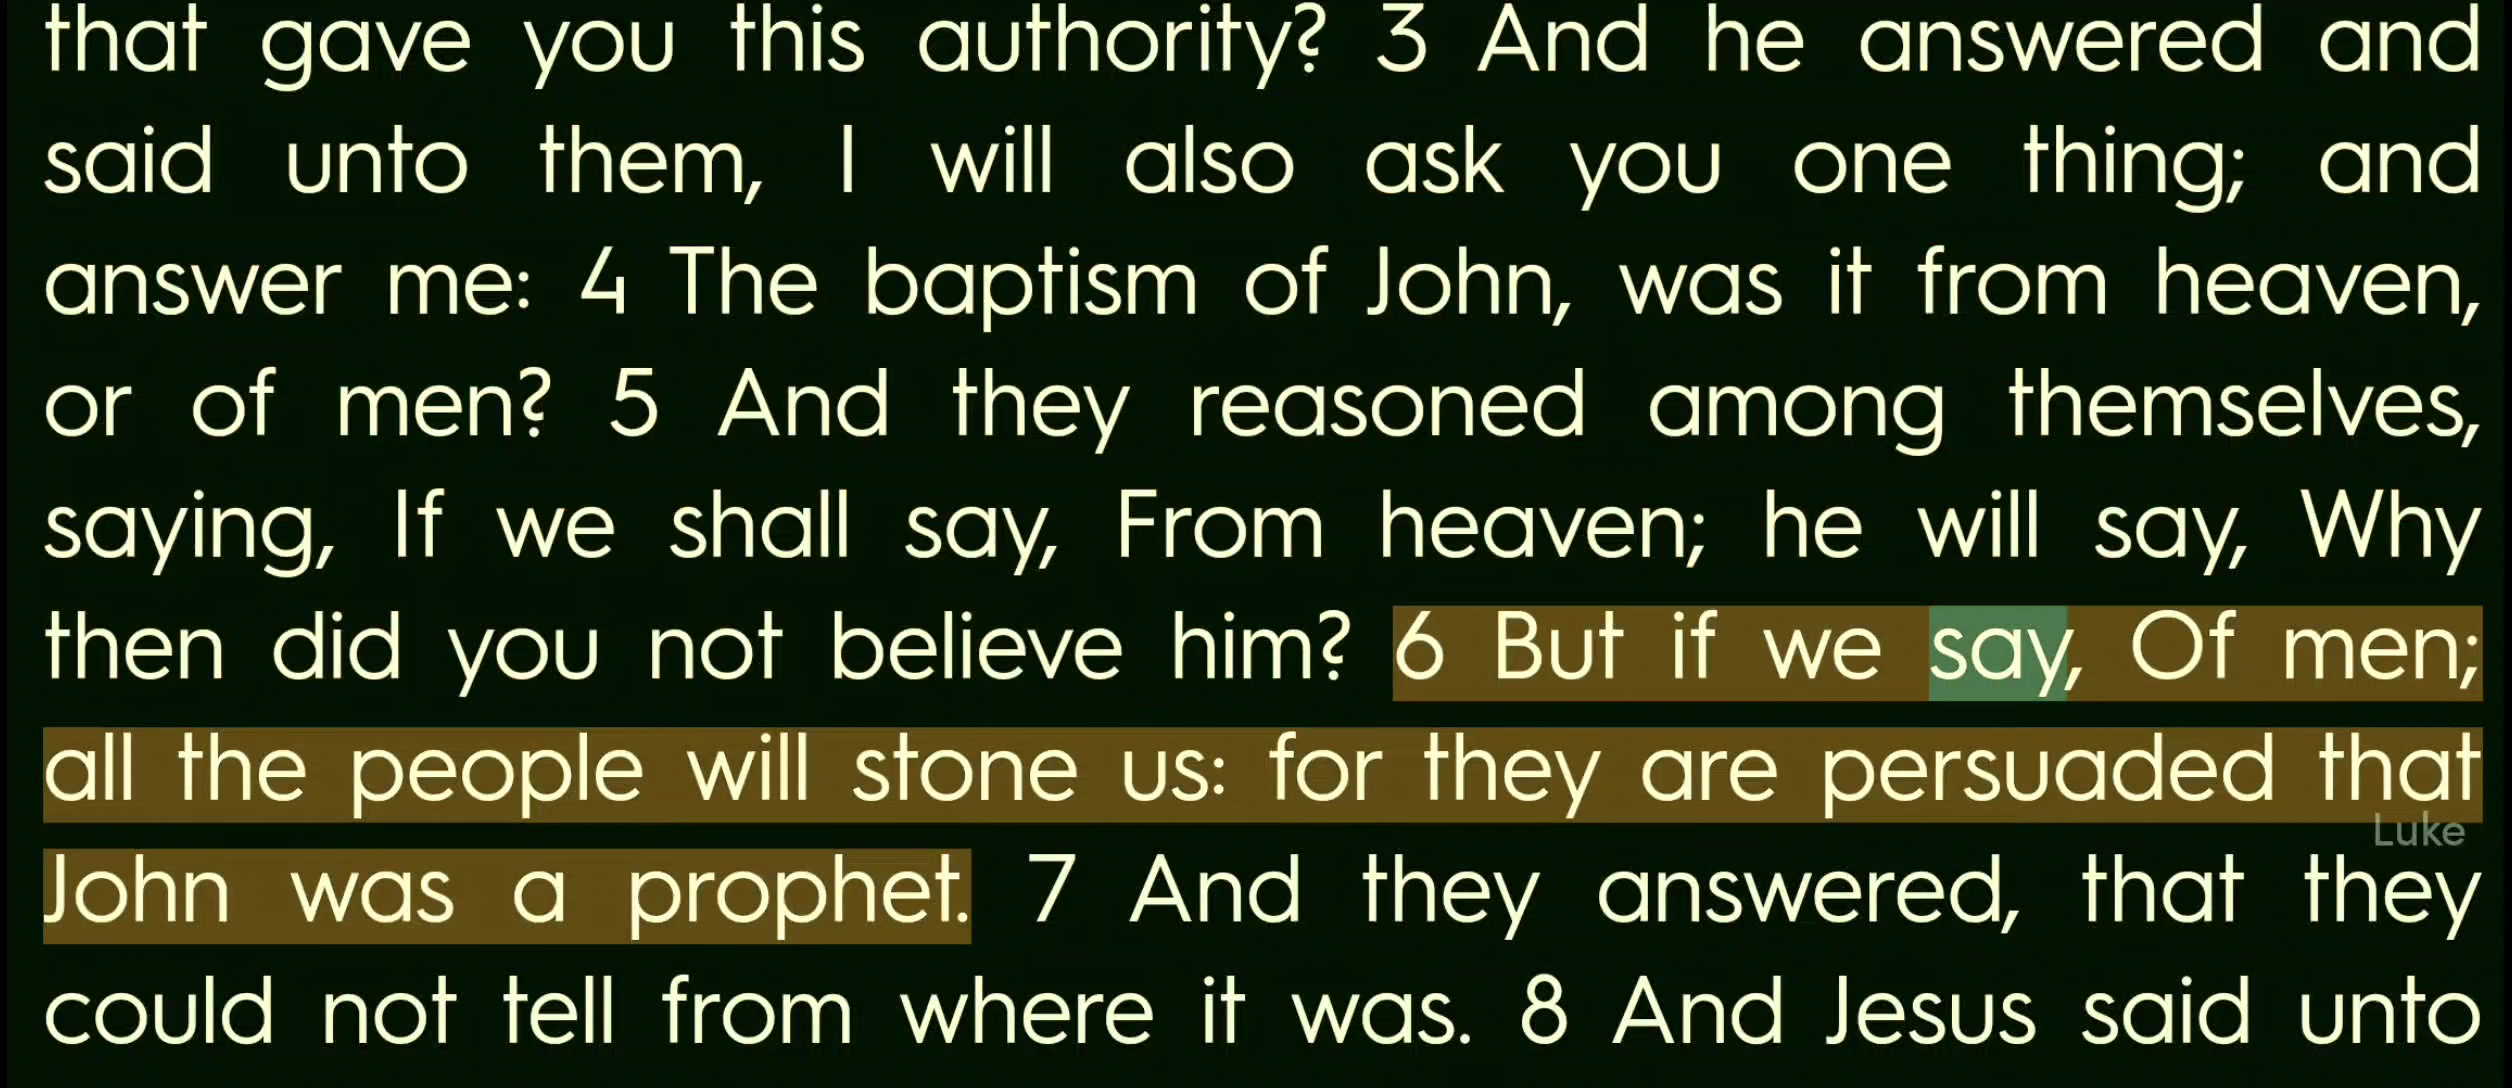 that gave you this authority? 3 And he answered and
said unto them, I will also ask you one thing; and
answer me: 4 The baptism of John, was it from heaven,
or of men? 5 And they reasoned among themselves,
saying, If we shall say, From heaven; he will say, Why
then did you not believe him? 6 But if we say, Of men;
all the people will stone us: for they are persuaded that
Luke
John was a prophet. 7 And they answered, that they
could not tell from where it was. 8 And Jesus said unto